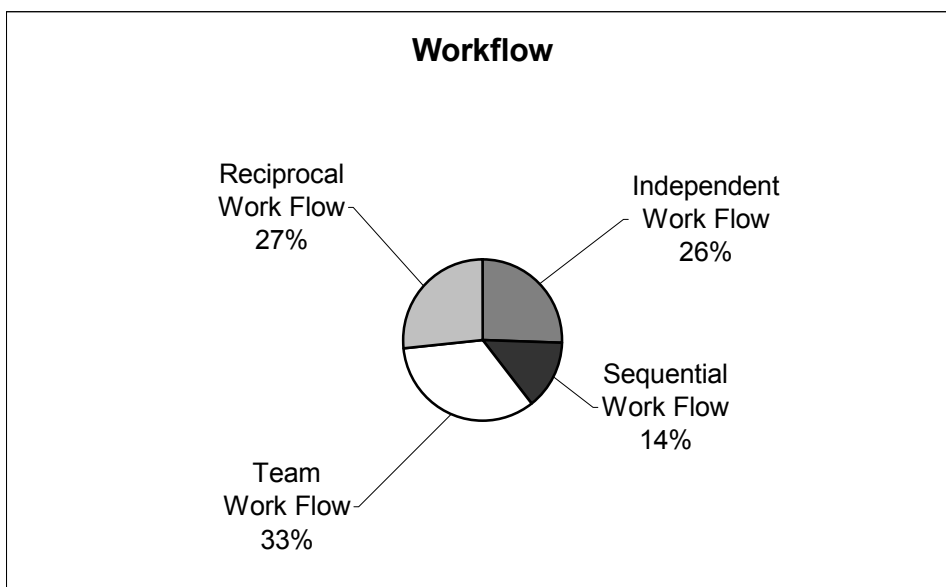 Workflow
Reciprocal
Work Flow
27%
Independent
Work Flow
26%
Sequential
Work Flow
14%
Team
Work Flow
33%